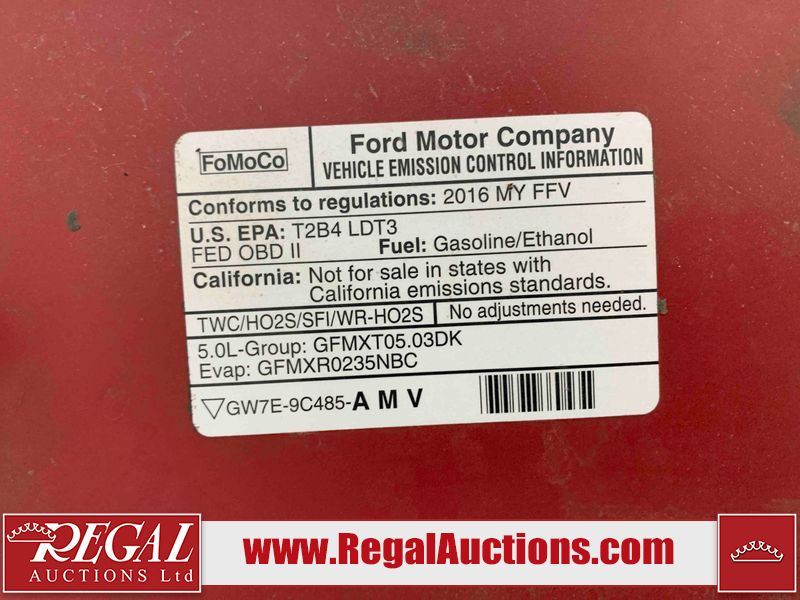 FoMoCo
Ford Motor Company
VEHICLE EMISSION CONTROL INFORMATION
Conforms to regulations: 2016 MY FFV
U.S. EPA: T2B4 LDT3
FED OBD II Fuel: Gasoline/Ethanol
California: Not for sale in states with
California emissions standards.
TWC/HO2S/SFI/WR-HO2S No adjustments needed.
5.0L-Group: GFMXT05.03DK
Evap: GFMXR0235NBC
GW7E-9C485-A M V
REGAL
AUCTIONS Ltd
www.RegalAuctions.com